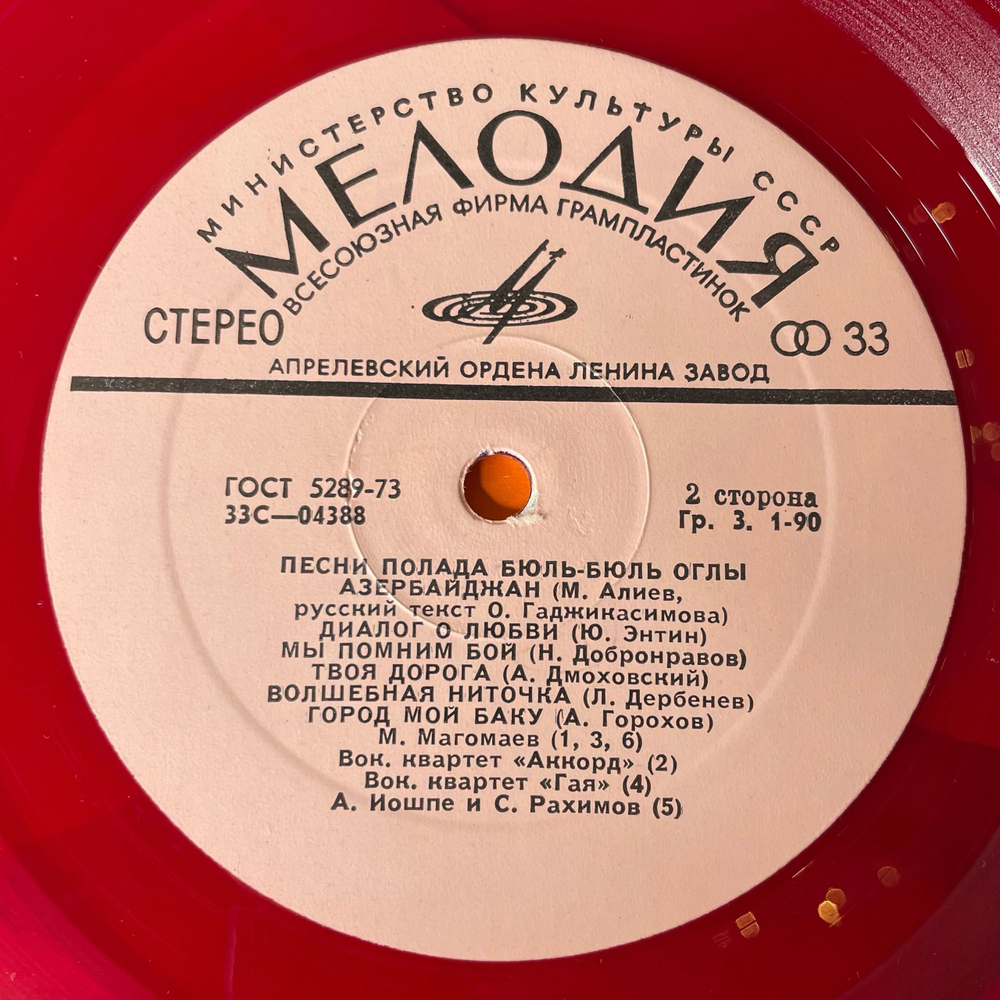 МИНИСТЕРСТВО КУЛЬТУРЫ СССР
МЕЛОДИЯ
ВСЕСОЮЗНАЯ ФИРМА ГРАМПЛАСТИНОК
СТЕРЕО
33
АПРЕЛЕВСКИЙ ОРДЕНА ЛЕНИНА ЗАВОД
ГОСТ 5289-73
33С—04388
2 сторона
Гр. 3. 1-90
ПЕСНИ ПОЛАДА БЮЛЬ-БЮЛЬ ОГЛЫ
АЗЕРБАЙДЖАН (М. Алиев,
русский текст О. Гаджикасимова)
ДИАЛОГ О ЛЮБВИ (Ю. Энтин)
МЫ ПОМНИМ БОЙ (Н. Добронравов)
ТВОЯ ДОРОГА (А. Дмоховский)
ВОЛШЕБНАЯ НИТОЧКА (Л. Дербенев)
ГОРОД МОЙ БАКУ (А. Горохов)
М. Магомаев (1, 3, 6)
Вок. квартет «Аккорд» (2)
Вок. квартет «Гая» (4)
А. Иошпе и С. Рахимов (5)